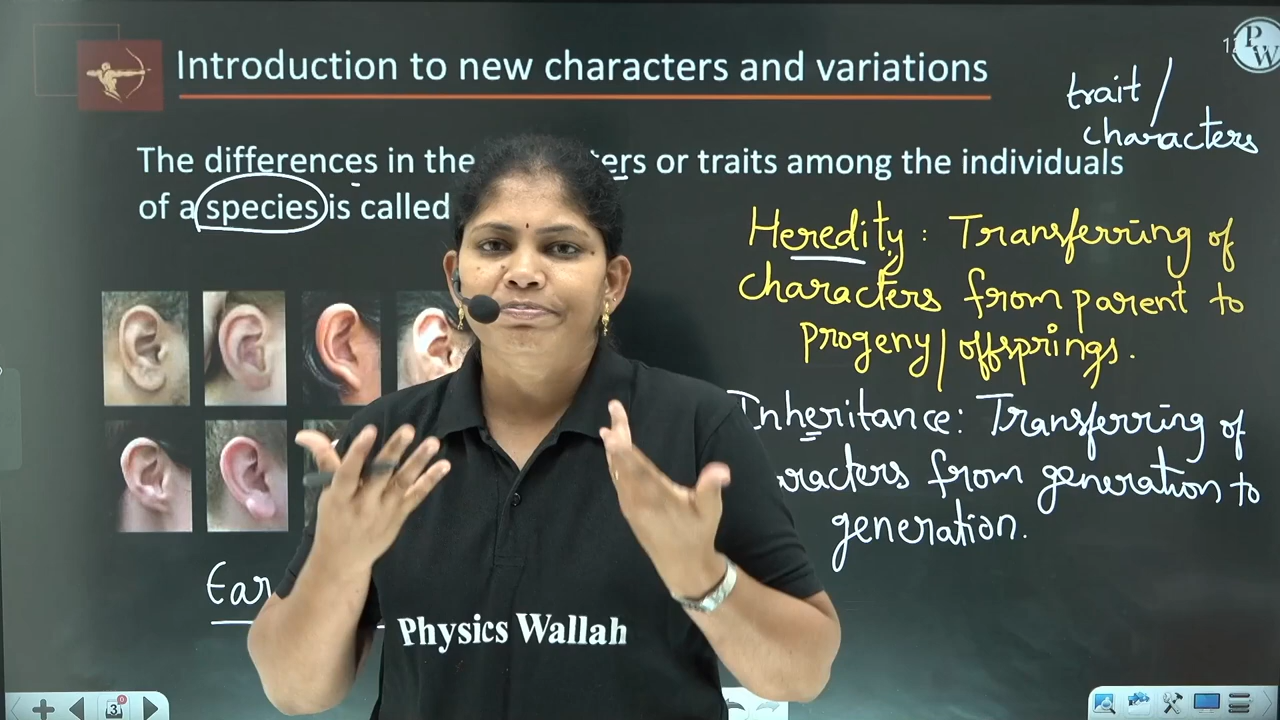 Introduction to new characters and variations
trait /
characters
The differences in the ters or traits among the individuals
of a species is called
Heredity : Transferring of
characters from parent to
progeny/offsprings.
Inheritance: Transferring of
racters from generation to
generation.
Ear
Physics Wallah
P
W
3